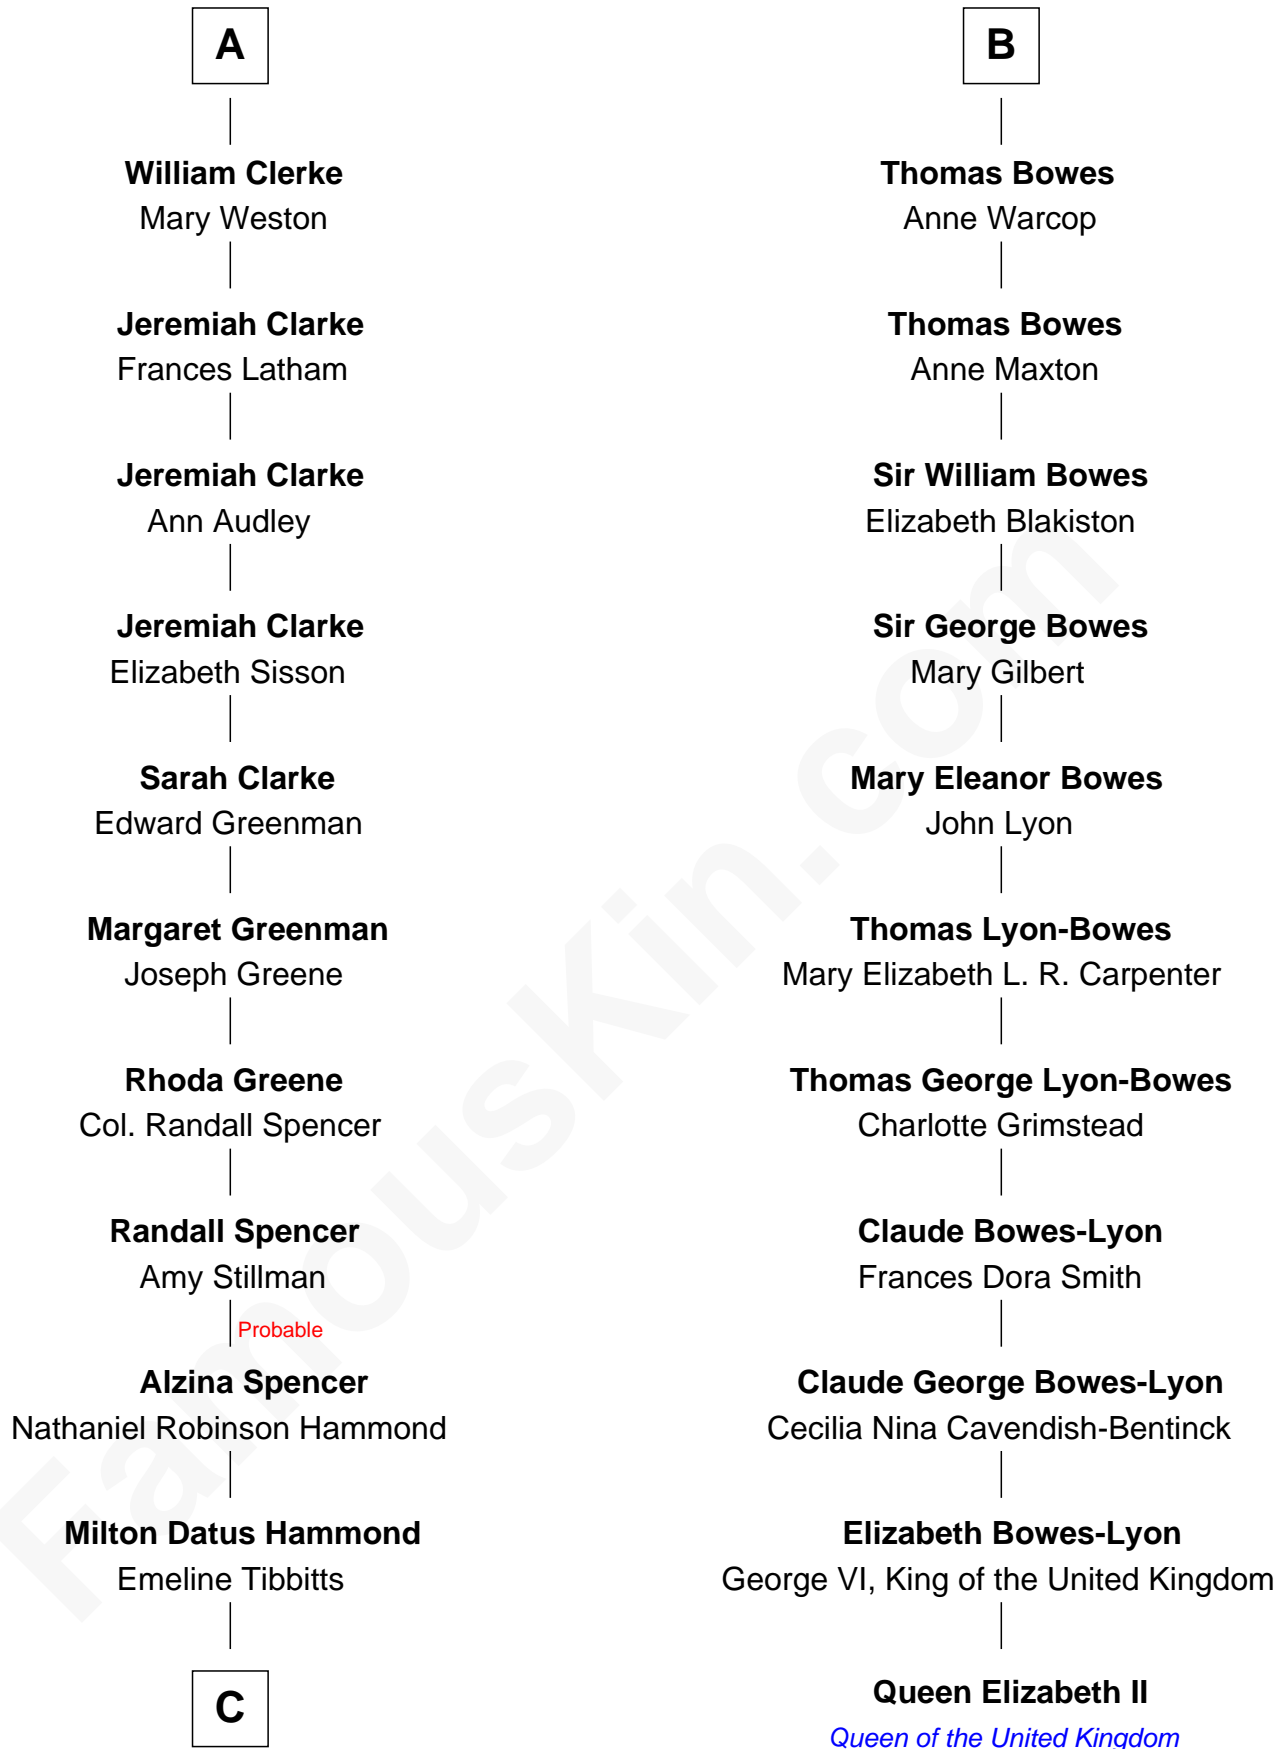 A
William Clerke
Mary Weston
Jeremiah Clarke
Frances Latham
Jeremiah Clarke
Ann Audley
Jeremiah Clarke
Elizabeth Sisson
Sarah Clarke
Edward Greenman
Margaret Greenman
Joseph Greene
Rhoda Greene
Col. Randall Spencer
Randall Spencer
Amy Stillman
Probable
Alzina Spencer
Nathaniel Robinson Hammond
Milton Datus Hammond
Emeline Tibbitts
C
B
Thomas Bowes
Anne Warcop
Thomas Bowes
Anne Maxton
Sir William Bowes
Elizabeth Blakiston
Sir George Bowes
Mary Gilbert
Mary Eleanor Bowes
John Lyon
Thomas Lyon-Bowes
Mary Elizabeth L. R. Carpenter
Thomas George Lyon-Bowes
Charlotte Grimstead
Claude Bowes-Lyon
Frances Dora Smith
Claude George Bowes-Lyon
Cecilia Nina Cavendish-Bentinck
Elizabeth Bowes-Lyon
George VI, King of the United Kingdom
Queen Elizabeth II
Queen of the United Kingdom
FamousKin.com